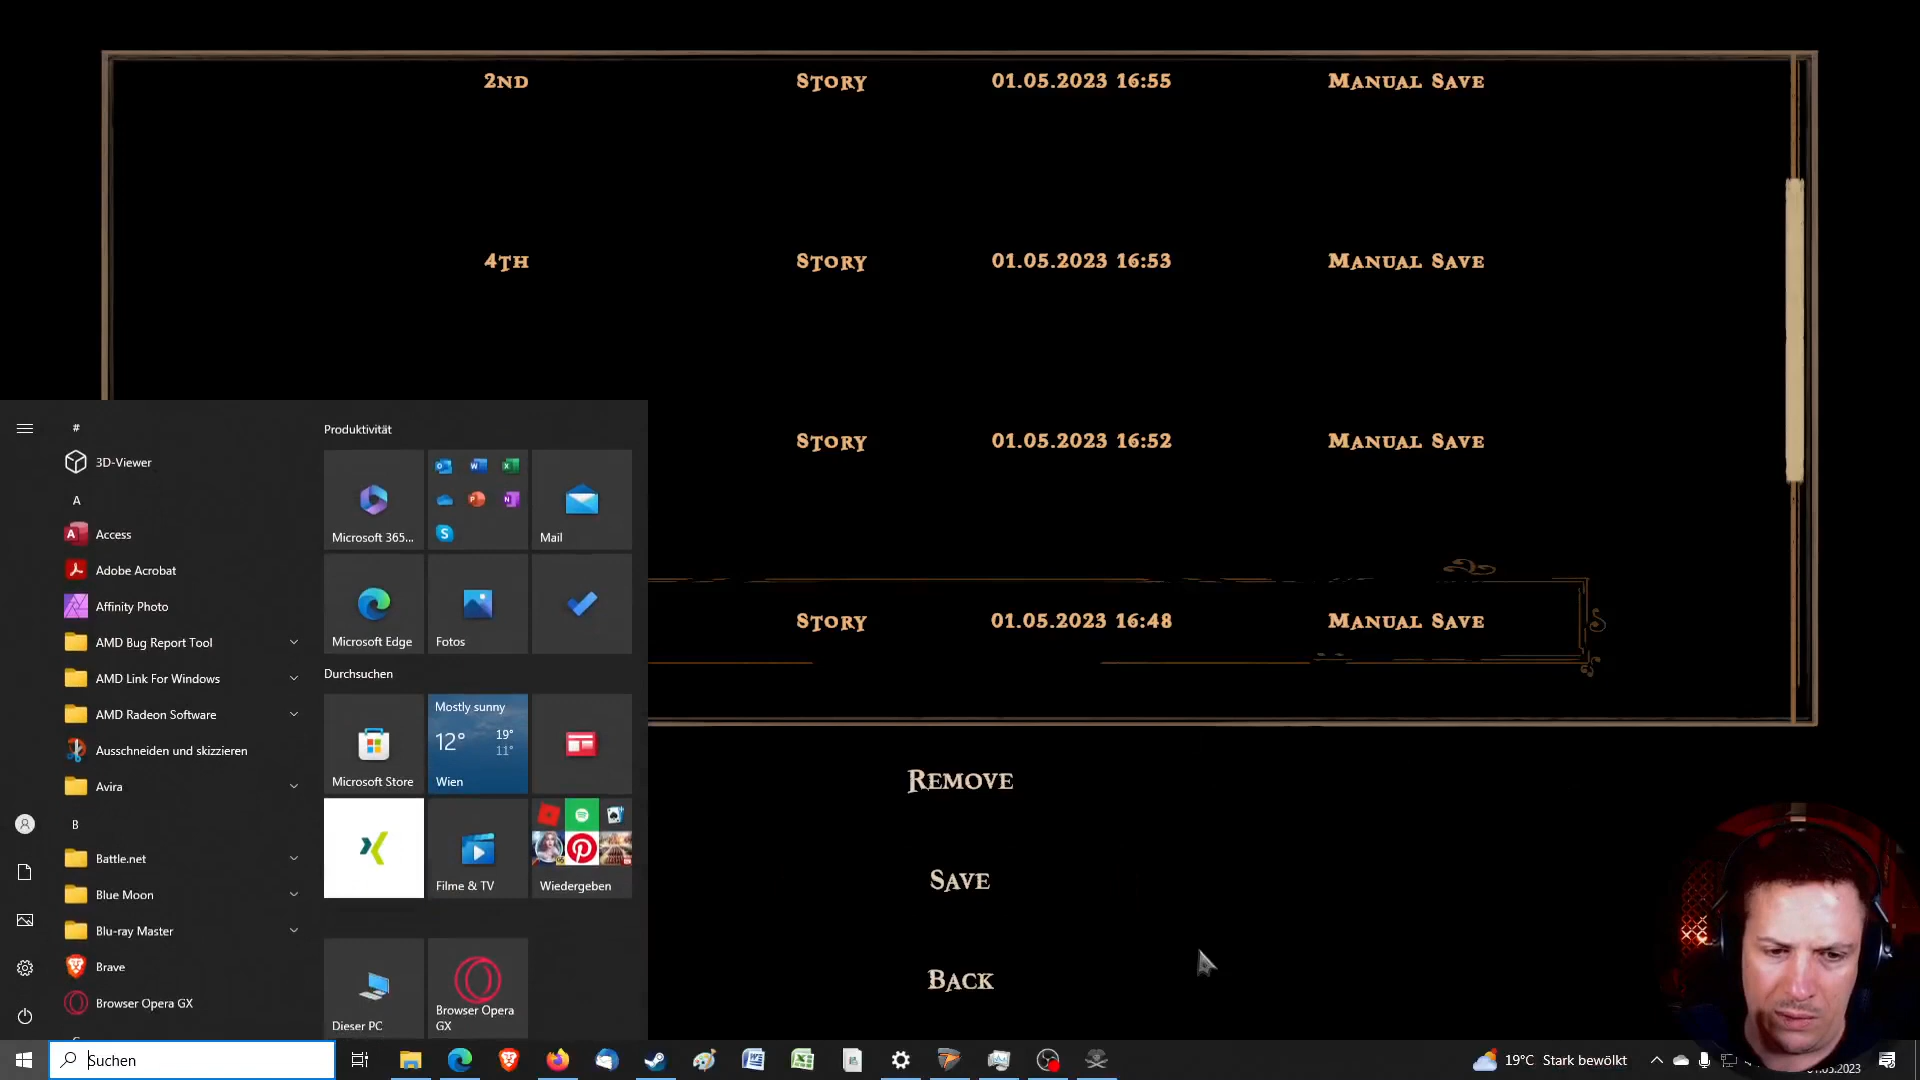 2nd Story 01.05.2023 16:55 Manual Save
4th Story 01.05.2023 16:53 Manual Save
Story 01.05.2023 16:52 Manual Save
Story 01.05.2023 16:48 Manual Save
Remove
Save
Back
#
3D-Viewer
A
Access
Adobe Acrobat
Affinity Photo
AMD Bug Report Tool
AMD Link For Windows
AMD Radeon Software
Ausschneiden und skizzieren
Avira
B
Battle.net
Blue Moon
Blu-ray Master
Brave
Browser Opera GX
Produktivität
Microsoft 365...
Mail
Microsoft Edge
Fotos
Durchsuchen
Microsoft Store
Mostly sunny
12° 19°
11°
Wien
Filme & TV
Wiedergeben
Dieser PC
Browser Opera
GX
Suchen
19°C Stark bewölkt